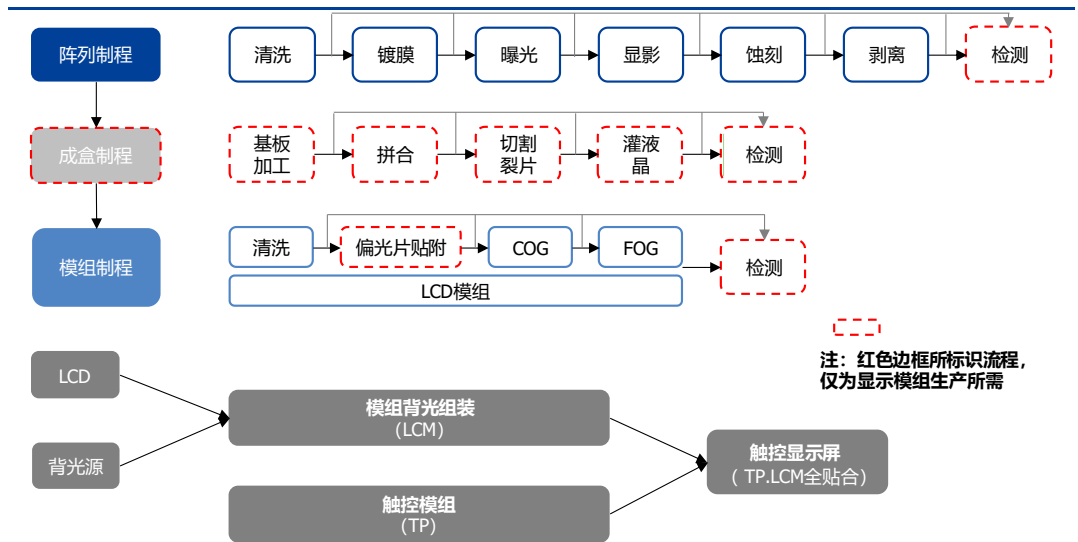 阵列制程
清洗
镀膜
曝光
显影
蚀刻
剥离
检测
成盒制程
基板
加工
拼合
切割
裂片
灌液
晶
检测
模组制程
清洗
偏光片贴附
COG
FOG
检测
LCD模组
注：红色边框所标识流程，
仅为显示模组生产所需
LCD
背光源
模组背光组装
（LCM）
触控模组
(TP)
触控显示屏
（ TP.LCM全贴合）